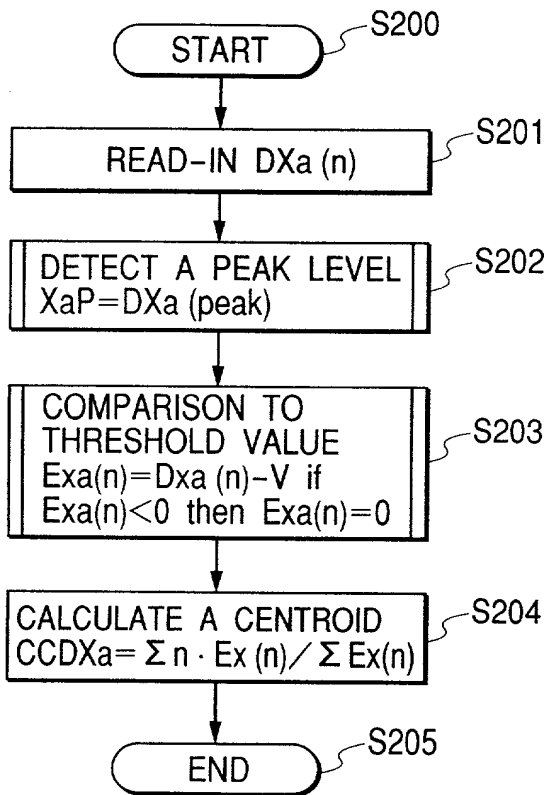 S200
START
S201
READ-IN DXa (n)
S202
DETECT A PEAK LEVEL
XaP=DXa (peak)
S203
COMPARISON TO
THRESHOLD VALUE
Exa(n)=Dxa (n)-V if
Exa(n)<0 then Exa(n)=0
S204
CALCULATE A CENTROID
CCDXa= Σ n · Ex (n) / Σ Ex(n)
S205
END